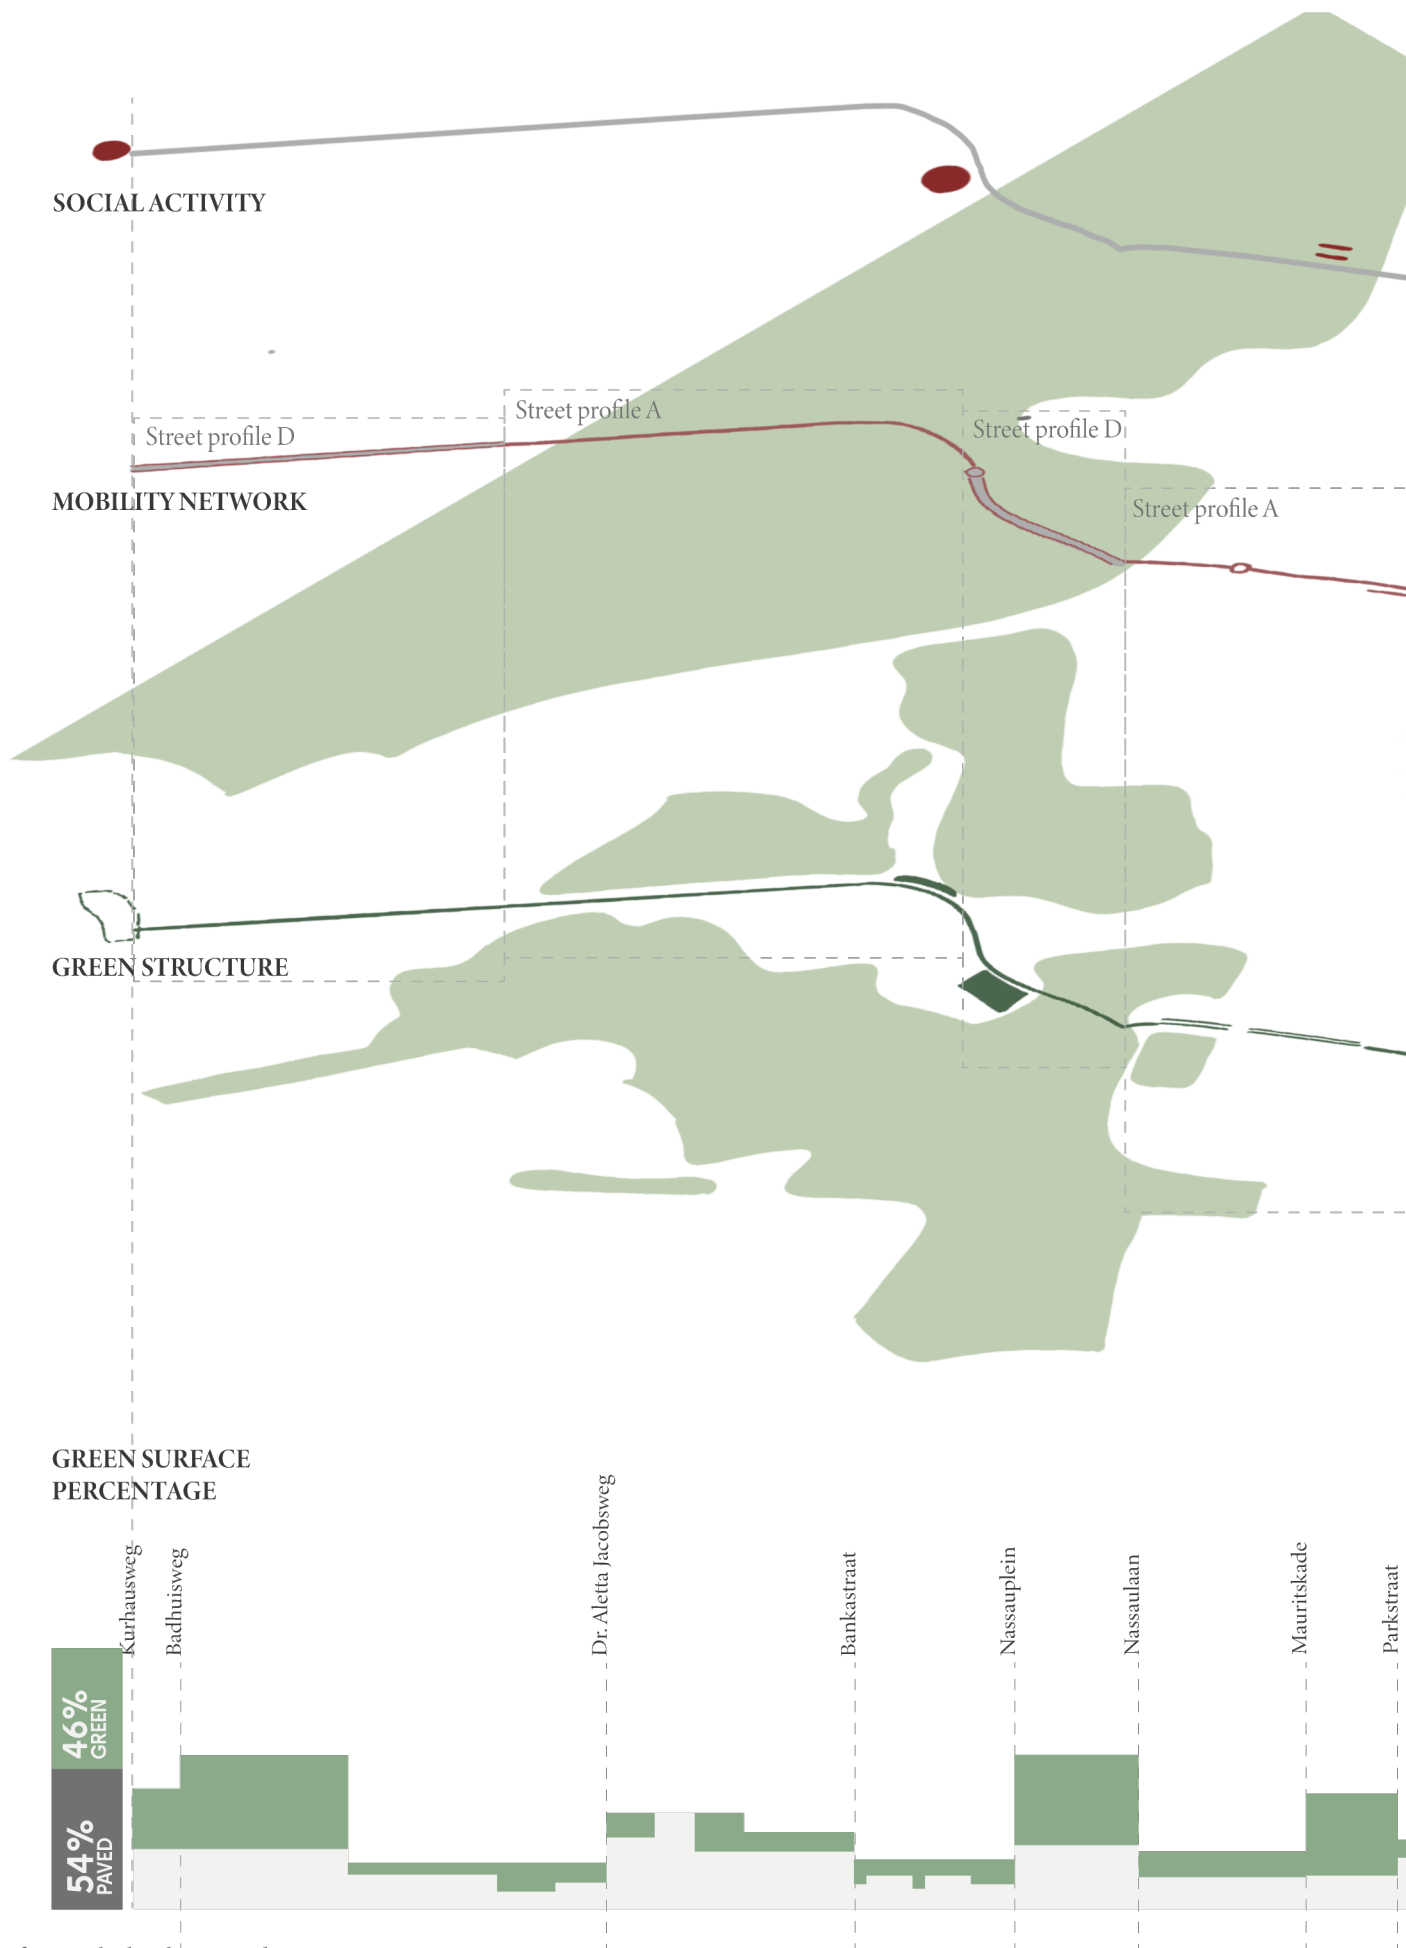 SOCIAL ACTIVITY
Street profile A
Street profile D
Street profile D
MOBILITY NETWORK
Street profile A
GREEN STRUCTURE
GREEN SURFACE
PERCENTAGE
Kurhausweg
Badhuisweg
Dr. Aletta Jacobsweg
Bankastraat
Nassauplein
Nassaulaan
Mauritskade
Parkstraat
46%
GREEN
54%
PAVED